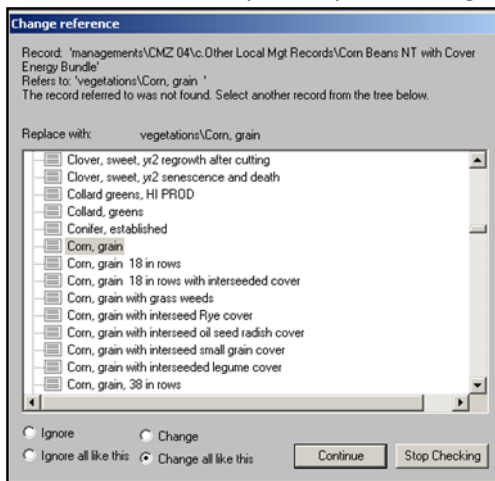 Change reference
Record: 'managements\CMZ 04\c.Other Local Mgt Records\Corn Beans NT with Cover
Energy Bundle'
Refers to: 'vegetations\Corn, grain '
The record referred to was not found. Select another record from the tree below.
Replace with: vegetations\Corn, grain
Clover, sweet, yr2 regrowth after cutting
Clover, sweet, yr2 senescence and death
Collard greens, HI PROD
Collard, greens
Conifer, established
Corn, grain
Corn, grain 18 in rows
Corn, grain 18 in rows with interseeded cover
Corn, grain with grass weeds
Corn, grain with interseed Rye cover
Corn, grain with interseed oil seed radish cover
Corn, grain with interseed small grain cover
Corn, grain with interseeded legume cover
Corn, grain, 38 in rows
Ignore Change
Ignore all like this Change all like this Continue Stop Checking